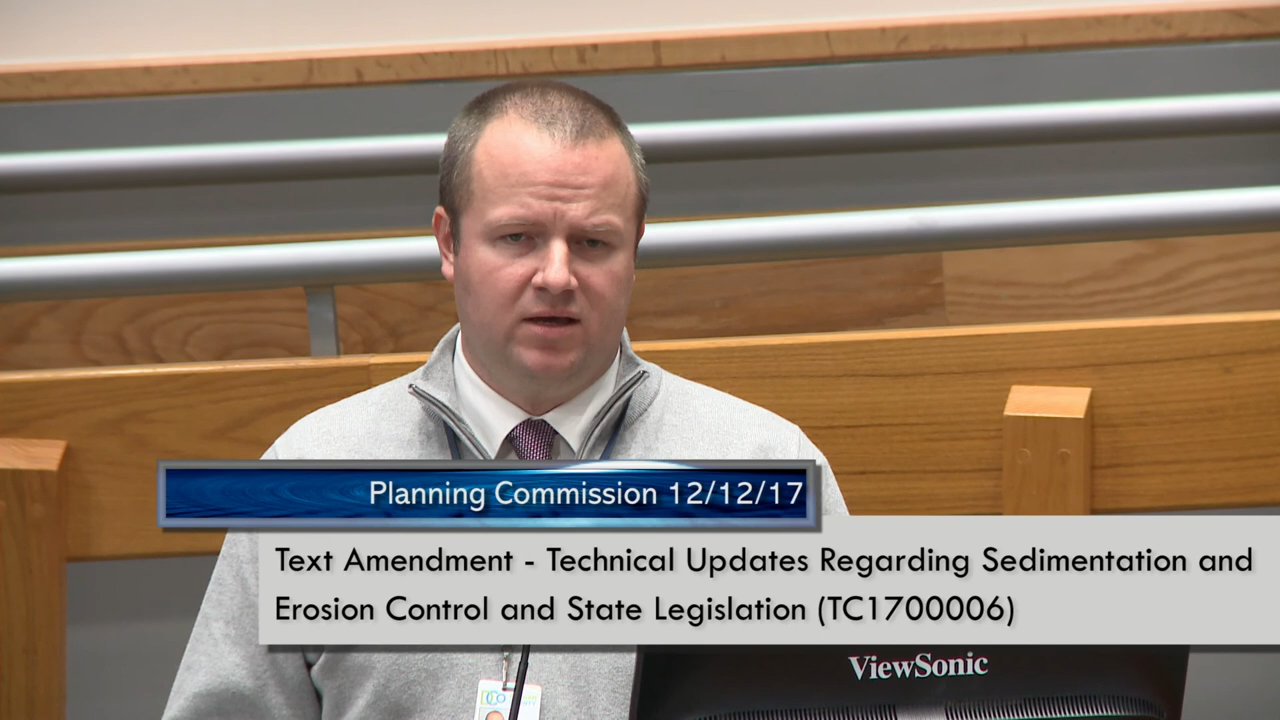 Planning Commission 12/12/17
Text Amendment - Technical Updates Regarding Sedimentation and
Erosion Control and State Legislation (TC1700006)
ViewSonic